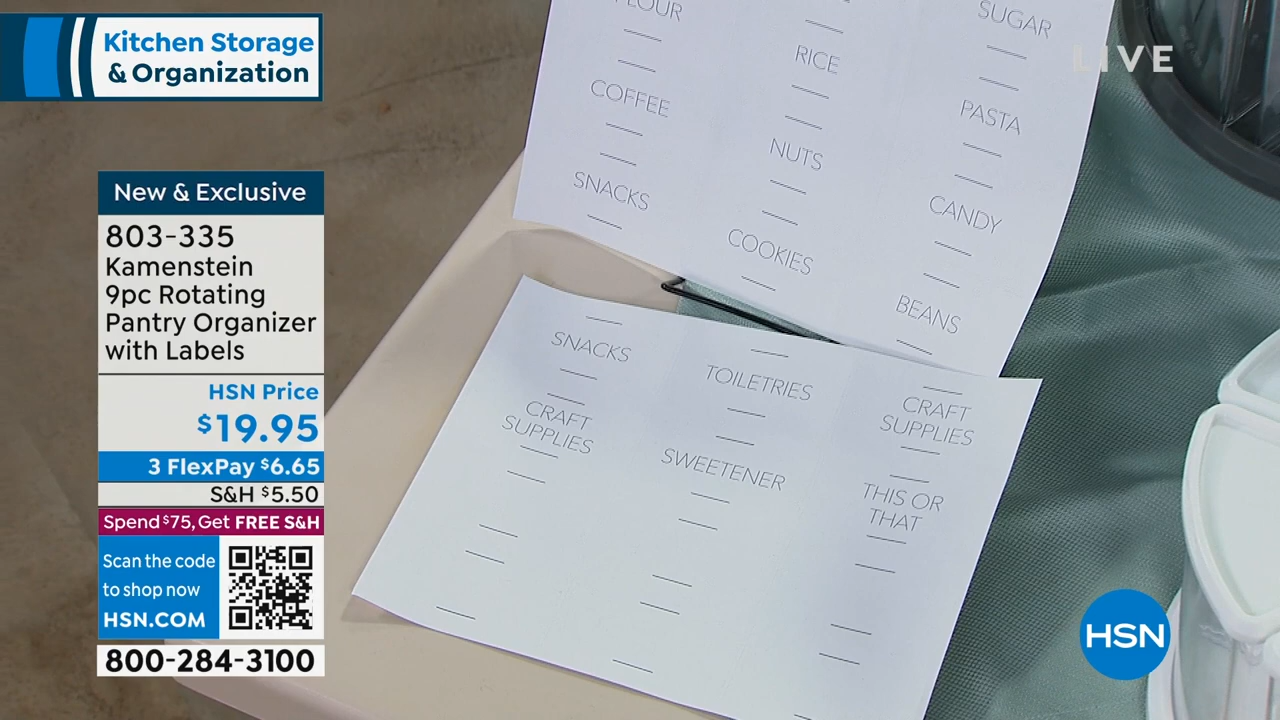 Kitchen Storage
& Organization
New & Exclusive
803-335
Kamenstein
9pc Rotating
Pantry Organizer
with Labels
HSN Price
$19.95
3 FlexPay $6.65
S&H $5.50
Spend $75, Get FREE S&H
Scan the code
to shop now
HSN.COM
800-284-3100
LIVE
FLOUR
COFFEE
SNACKS
RICE
NUTS
COOKIES
SUGAR
PASTA
CANDY
BEANS
SNACKS
CRAFT
SUPPLIES
TOILETRIES
SWEETENER
CRAFT
SUPPLIES
THIS OR
THAT
HSN